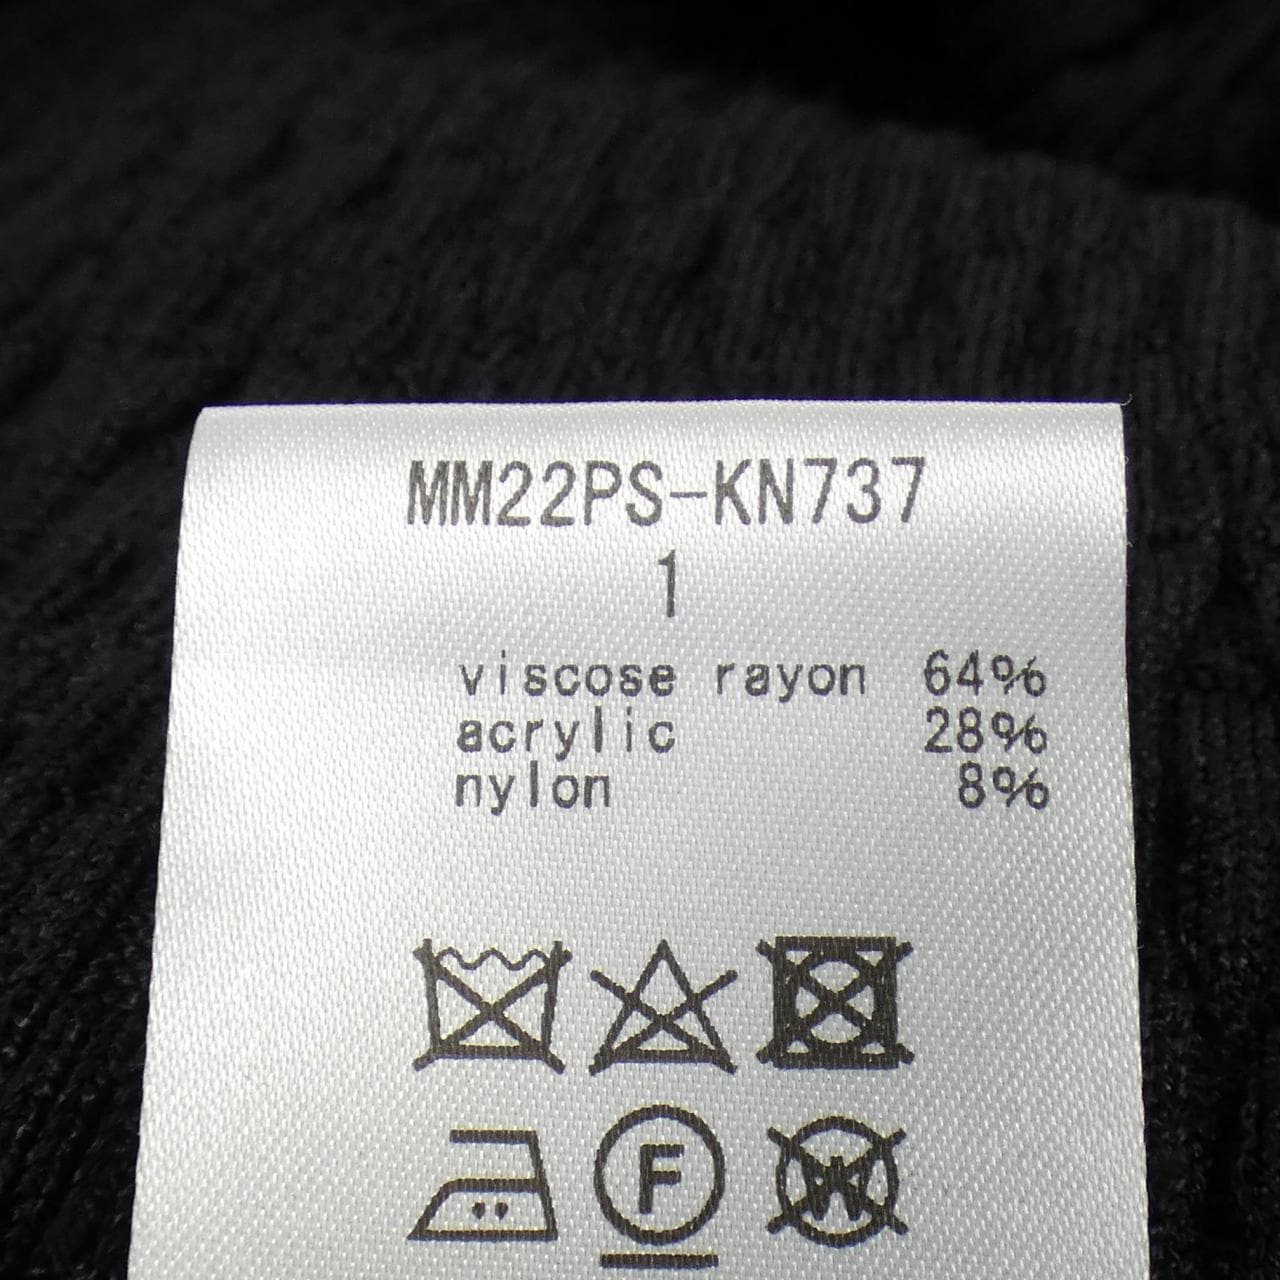 MM22PS-KN737
1
viscose rayon 64%
acrylic 28%
nylon 8%
F
W